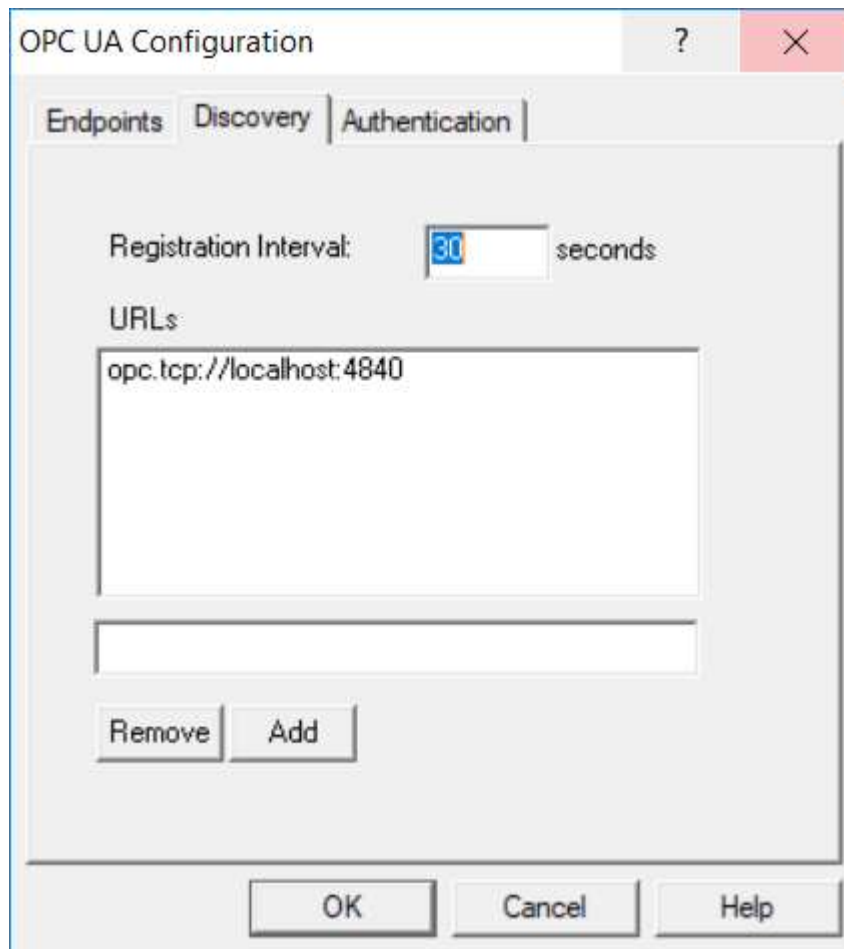 OPC UA Configuration ?
Endpoints Discovery Authentication
Registration Interval: 30 seconds
URLs
opc.tcp://localhost:4840
Remove Add
OK Cancel Help